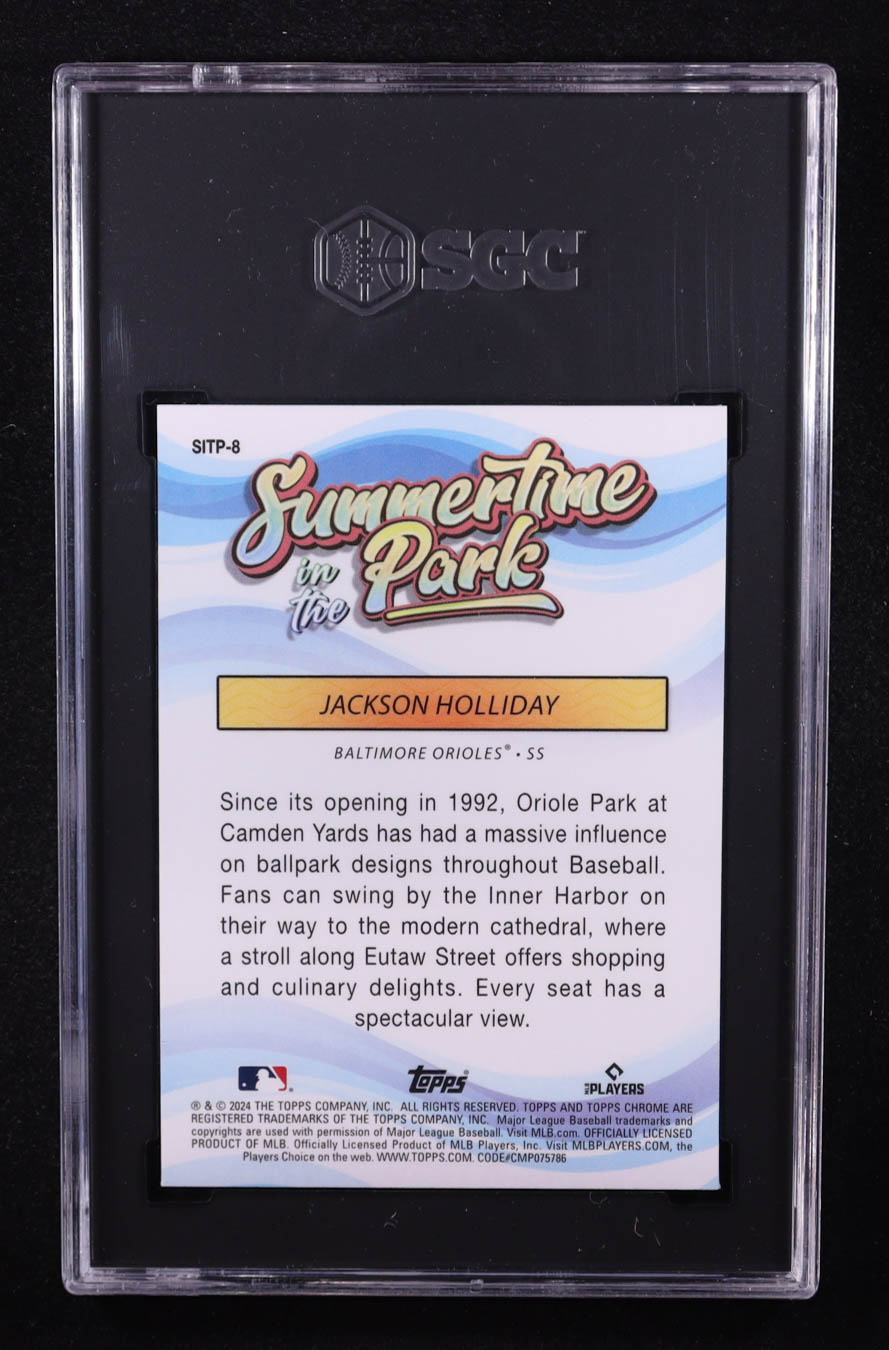 SGC
SITP-8
Summertime
in the Park
JACKSON HOLLIDAY
BALTIMORE ORIOLES® • SS
Since its opening in 1992, Oriole Park at
Camden Yards has had a massive influence
on ballpark designs throughout Baseball.
Fans can swing by the Inner Harbor on
their way to the modern cathedral, where
a stroll along Eutaw Street offers shopping
and culinary delights. Every seat has a
spectacular view.
Topps® MLB PLAYERS
® & © 2024 THE TOPPS COMPANY, INC. ALL RIGHTS RESERVED. TOPPS AND TOPPS CHROME ARE
REGISTERED TRADEMARKS OF THE TOPPS COMPANY, INC. Major League Baseball trademarks and
copyrights are used with permission of Major League Baseball. Visit MLB.com. OFFICIALLY LICENSED
PRODUCT OF MLB. Officially Licensed Product of MLB Players, Inc. Visit MLBPLAYERS.COM, the
Players Choice on the web. WWW.TOPPS.COM. CODE#CMP075786